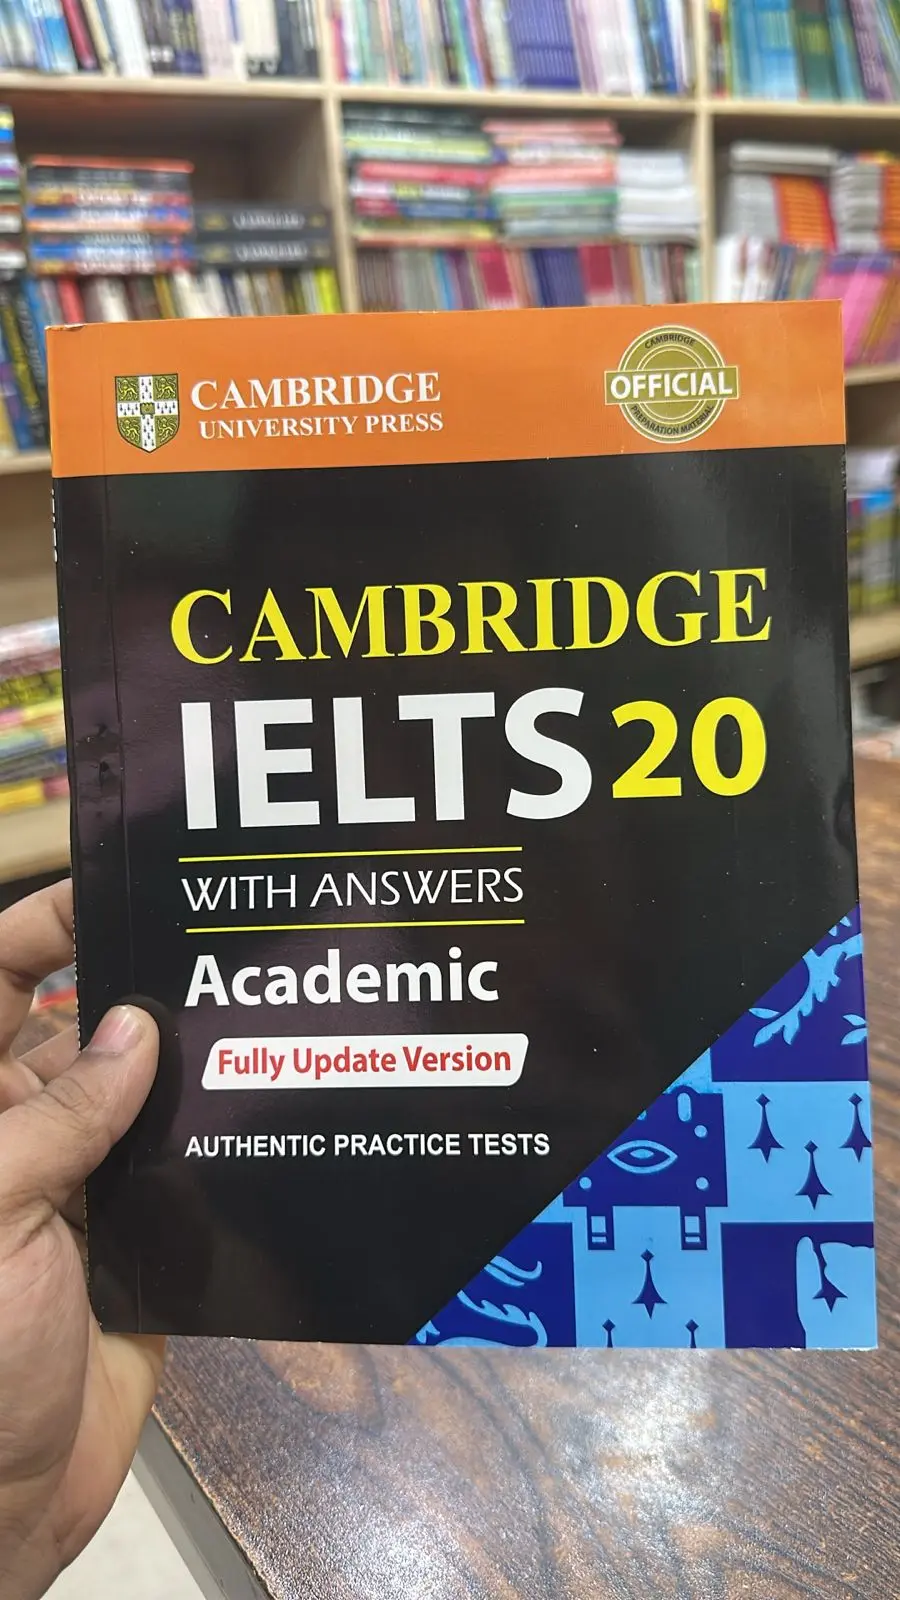 CAMBRIDGE
UNIVERSITY PRESS
CAMBRIDGE
OFFICIAL
PREPARATION MATERIAL
CAMBRIDGE
IELTS 20
WITH ANSWERS
Academic
Fully Update Version
AUTHENTIC PRACTICE TESTS